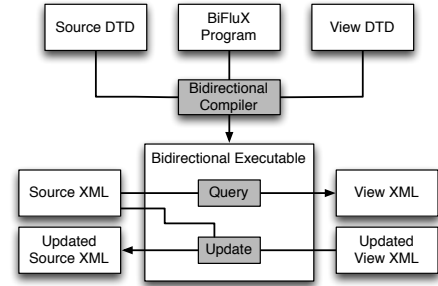 Source DTD
BiFluX
Program
View DTD
Bidirectional
Compiler
Bidirectional Executable
Source XML
Query
View XML
Updated
Source XML
Update
Updated
View XML